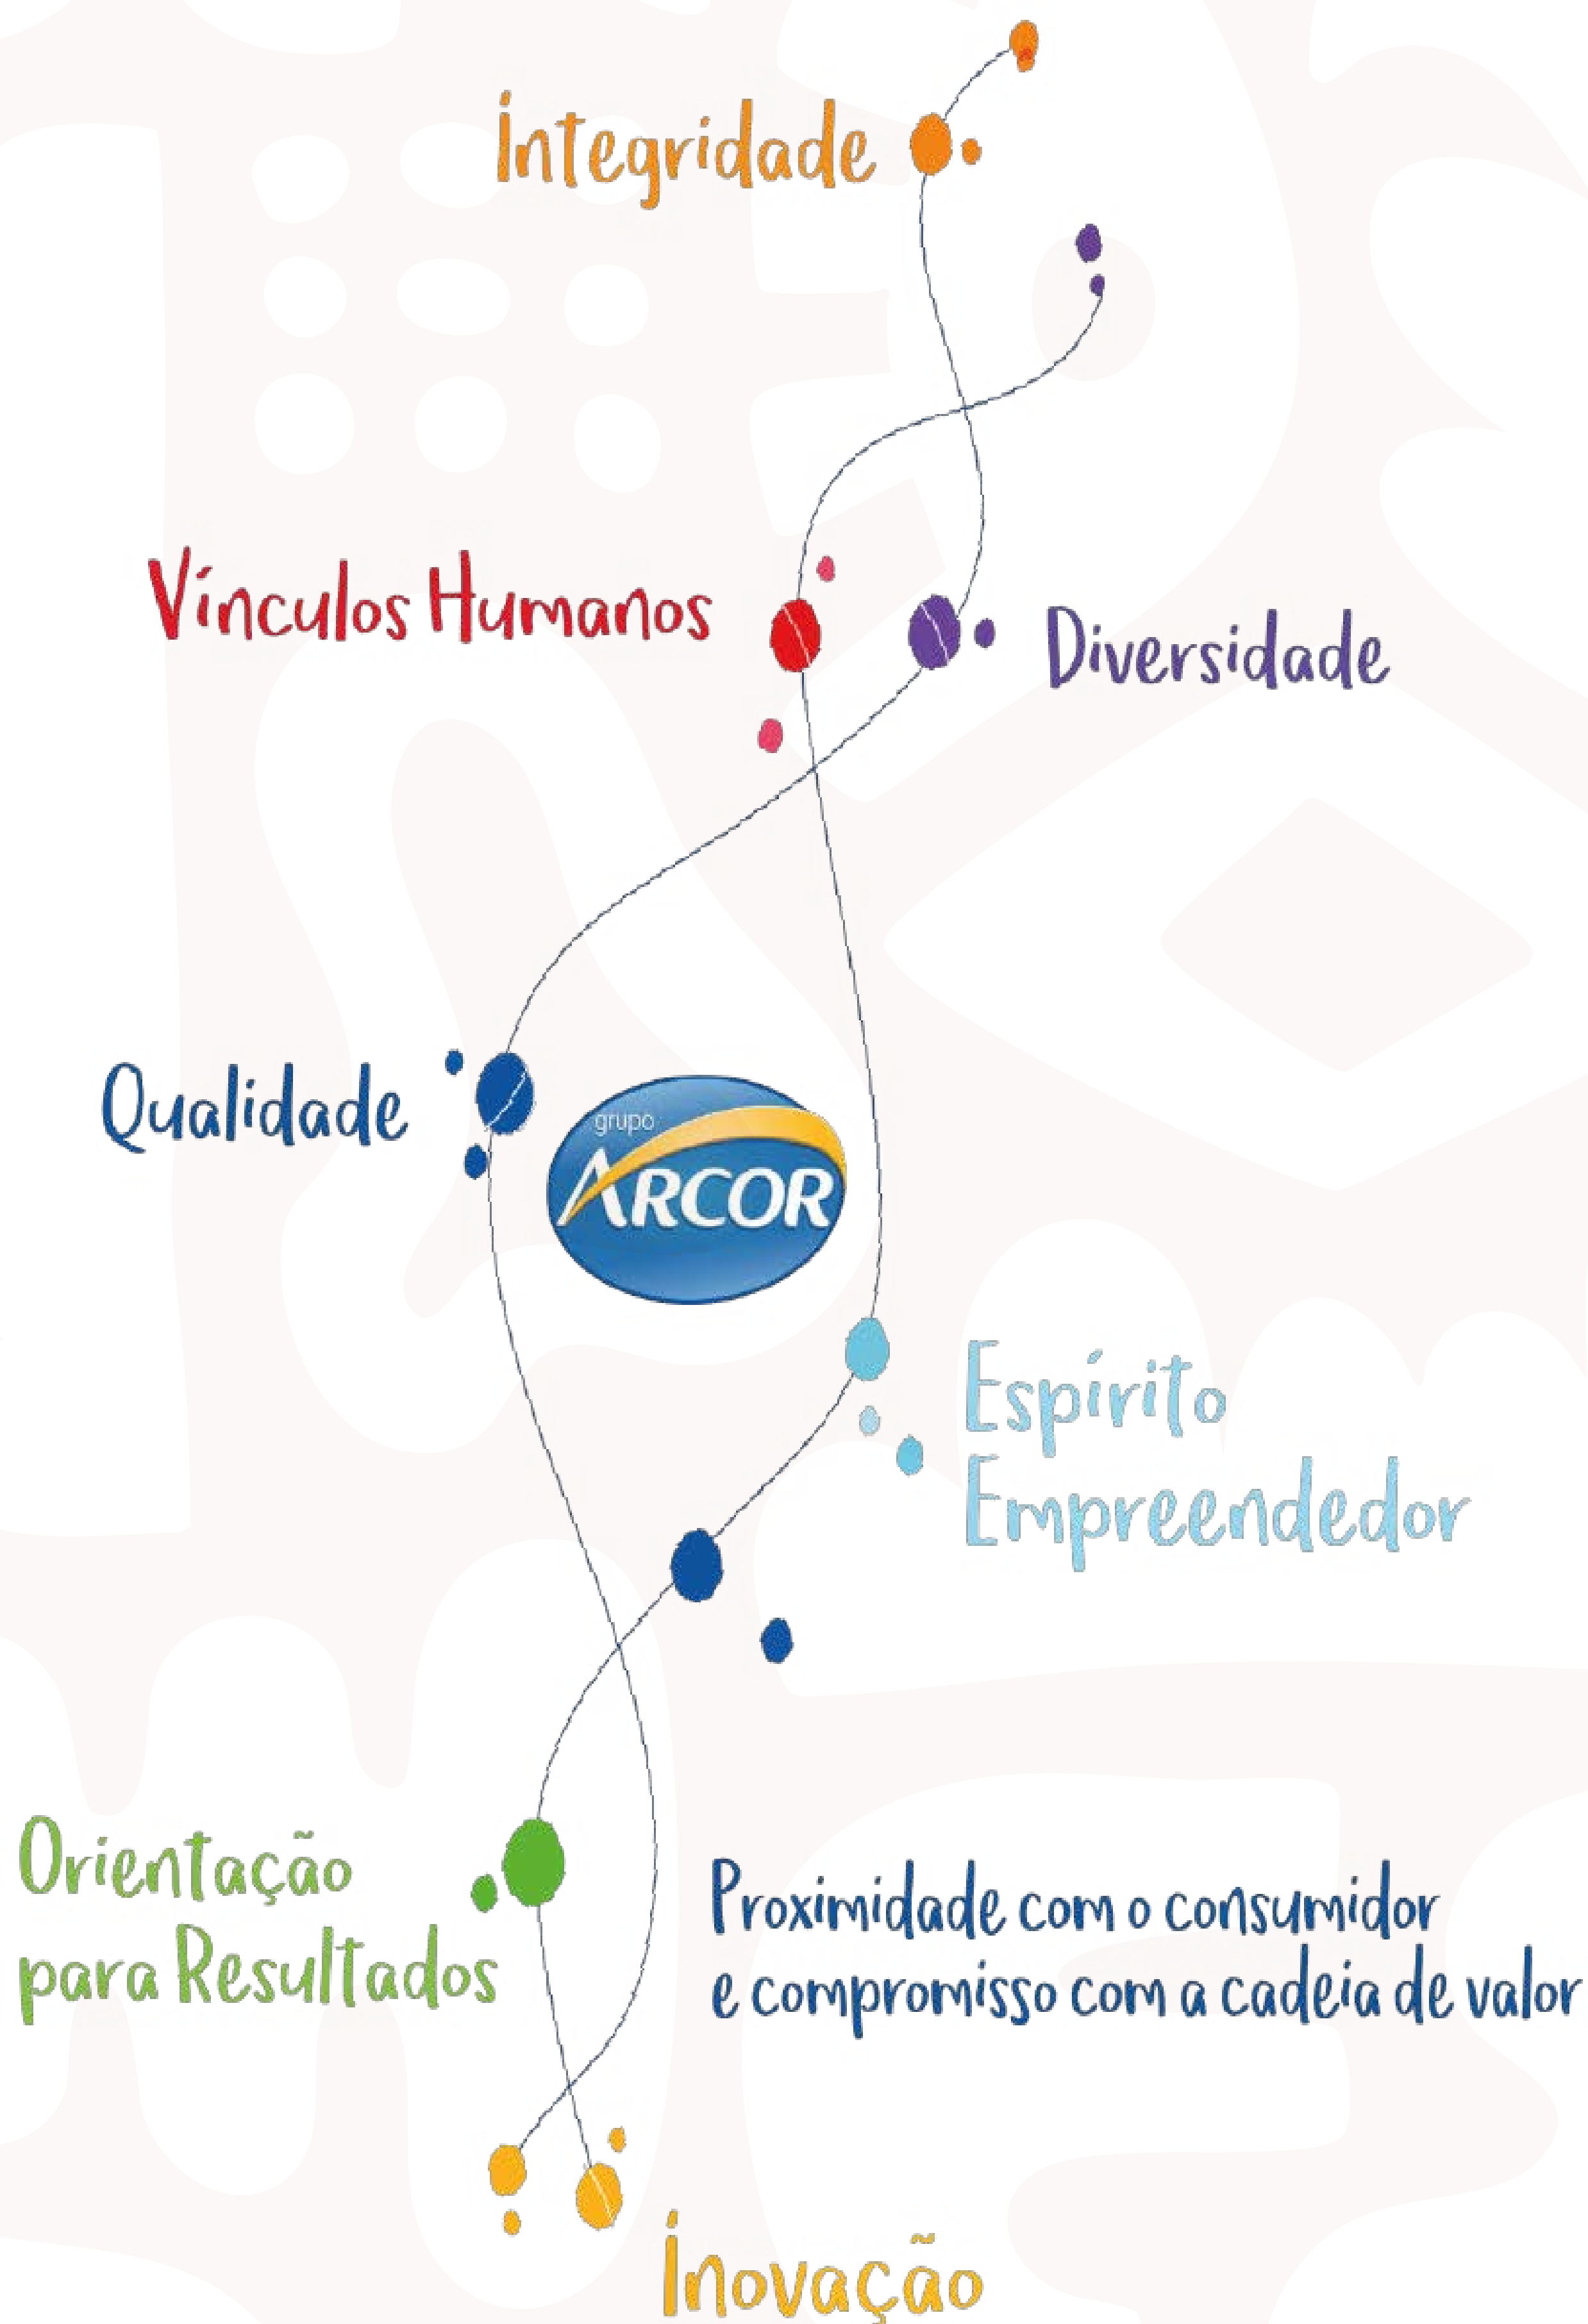 Integridade
Vínculos Humanos
Diversidade
Qualidade
grupo
ARCOR
Espírito
Empreendedor
Orientação
para Resultados
Proximidade com o consumidor
e compromisso com a cadeia de valor
Inovação